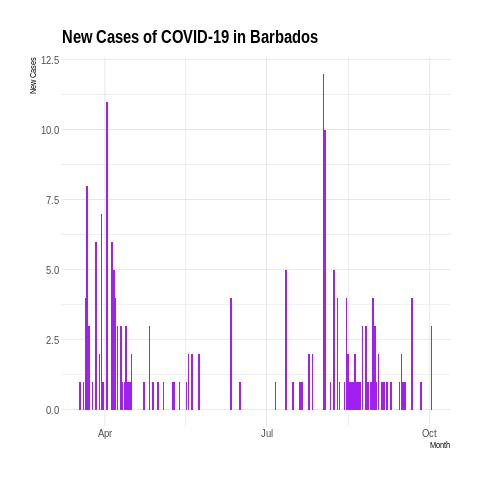 New Cases of COVID-19 in Barbados
New Cases
12.5
10.0
7.5
5.0
2.5
0.0
Apr
Jul
Oct
Month